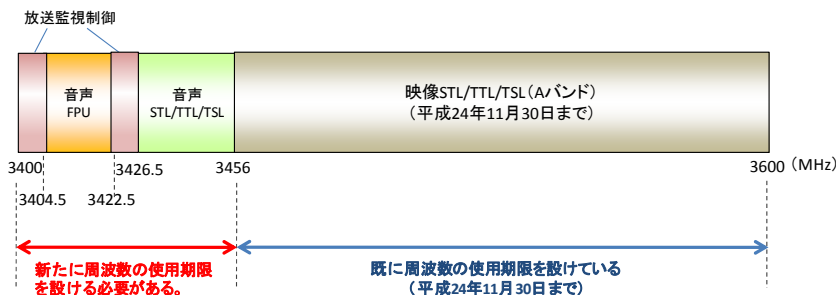 放送監視制御
音声
FPU
音声
STL/TTL/TSL
映像STL/TTL/TSL(Aバンド)
(平成24年11月30日まで)
3400
3404.5
3422.5
3426.5
3456
3600 (MHz)
新たに周波数の使用期限
を設ける必要がある。
既に周波数の使用期限を設けている
(平成24年11月30日まで)